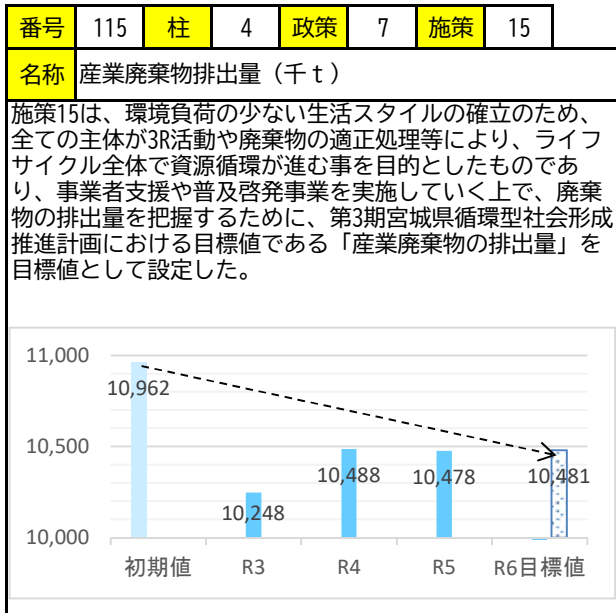 番号 115 柱 4 政策 7 施策 15
名称 産業廃棄物排出量（千ｔ）
施策15は、環境負荷の少ない生活スタイルの確立のため、
全ての主体が3R活動や廃棄物の適正処理等により、ライフ
サイクル全体で資源循環が進む事を目的としたものであ
り、事業者支援や普及啓発事業を実施していく上で、廃棄
物の排出量を把握するために、第3期宮城県循環型社会形成
推進計画における目標値である「産業廃棄物の排出量」を
目標値として設定した。
11,000
10,962
10,500
10,488 10,478 10,481
10,248
10,000
初期値 R3 R4 R5 R6目標値